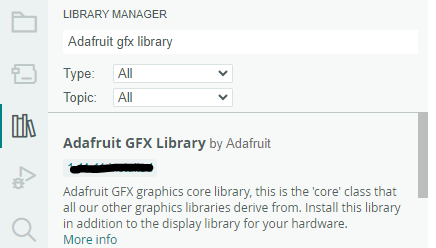 LIBRARY MANAGER
Adafruit gfx library
Type: All
Topic: All
Adafruit GFX Library by Adafruit
Adafruit GFX graphics core library, this is the 'core' class that
all our other graphics libraries derive from. Install this library
in addition to the display library for your hardware.
More info